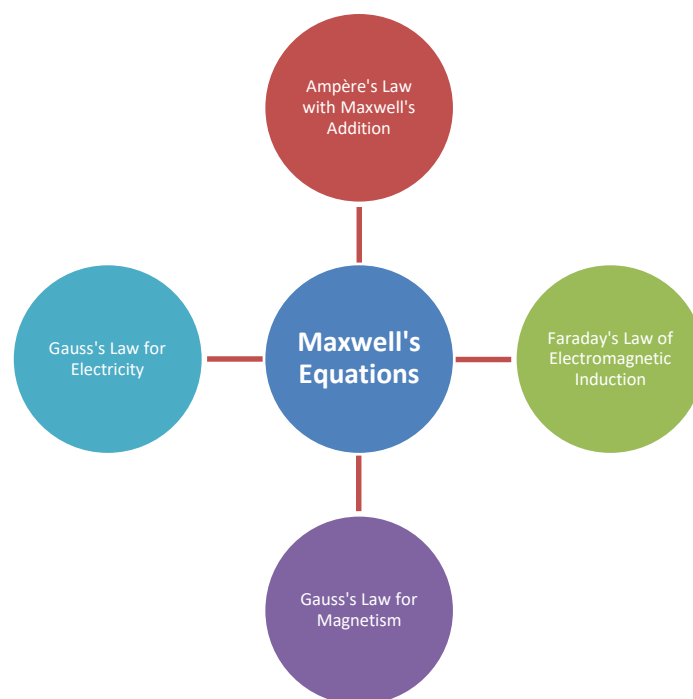 Ampère's Law
with Maxwell's
Addition
Gauss's Law for
Electricity
Maxwell's
Equations
Faraday's Law of
Electromagnetic
Induction
Gauss's Law for
Magnetism